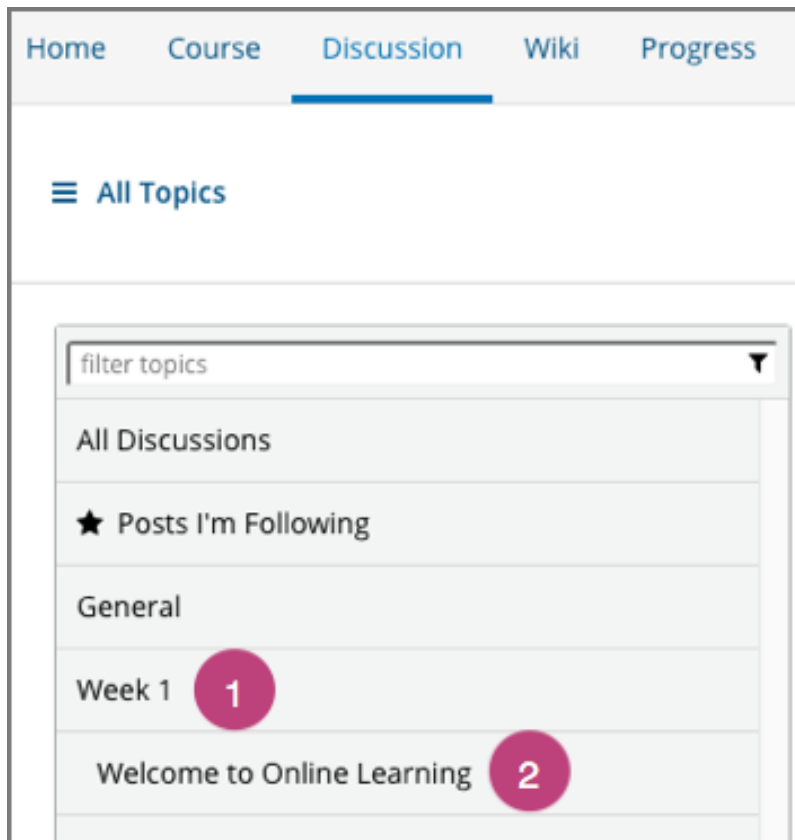 Home Course Discussion Wiki Progress
All Topics
filter topics
All Discussions
Posts I'm Following
General
Week 1 1
Welcome to Online Learning 2